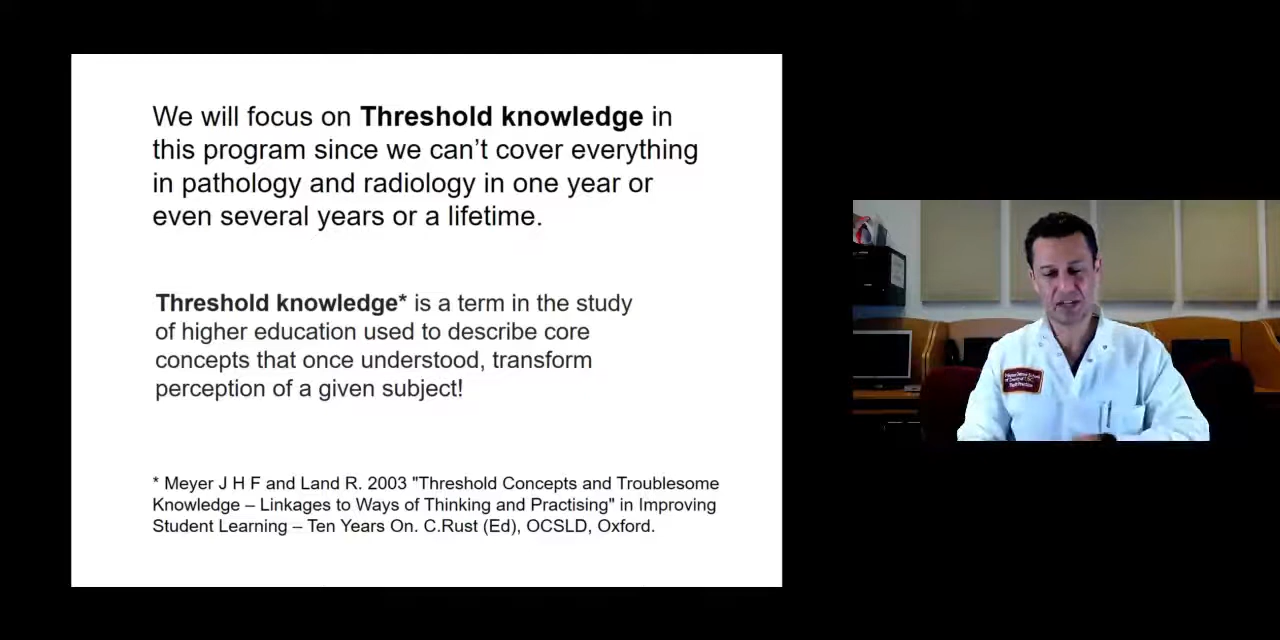 We will focus on Threshold knowledge in
this program since we can't cover everything
in pathology and radiology in one year or
even several years or a lifetime.
Threshold knowledge* is a term in the study
of higher education used to describe core
concepts that once understood, transform
perception of a given subject!
* Meyer J H F and Land R. 2003 "Threshold Concepts and Troublesome
Knowledge – Linkages to Ways of Thinking and Practising" in Improving
Student Learning – Ten Years On. C.Rust (Ed), OCSLD, Oxford.